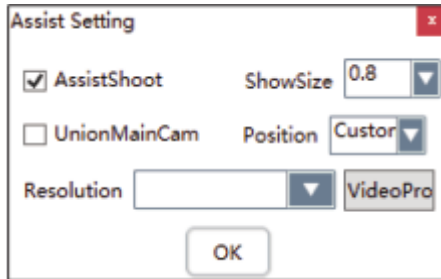 Assist Setting x
AssistShoot ShowSize 0.8
UnionMainCam Position Custor
Resolution VideoPro
OK